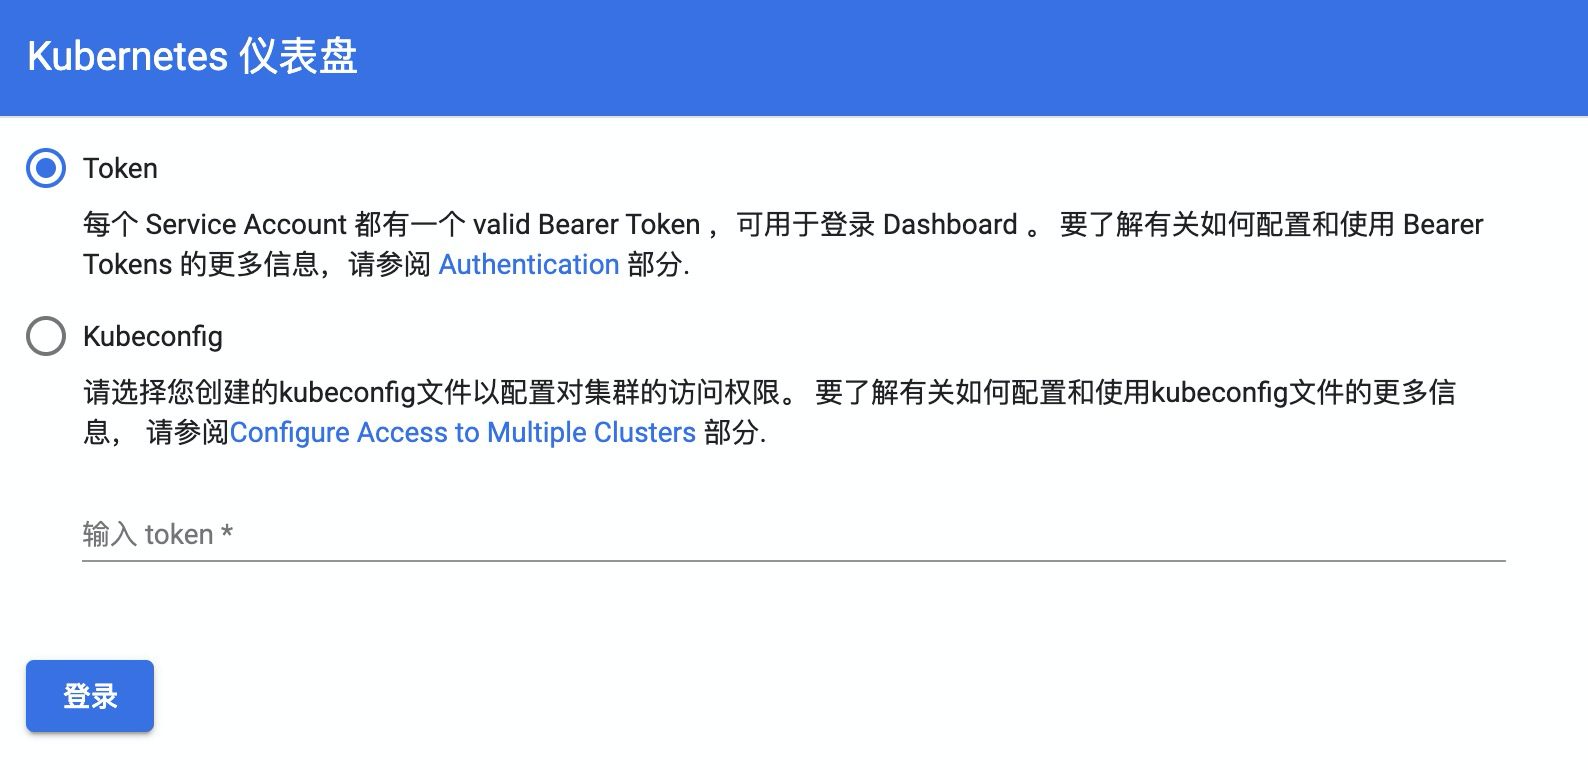 Kubernetes 仪表盘
Token
每个 Service Account 都有一个 valid Bearer Token ，可用于登录 Dashboard 。 要了解有关如何配置和使用 Bearer
Tokens 的更多信息，请参阅 Authentication 部分.
Kubeconfig
请选择您创建的kubeconfig文件以配置对集群的访问权限。 要了解有关如何配置和使用kubeconfig文件的更多信
息， 请参阅Configure Access to Multiple Clusters 部分.
输入 token *
登录